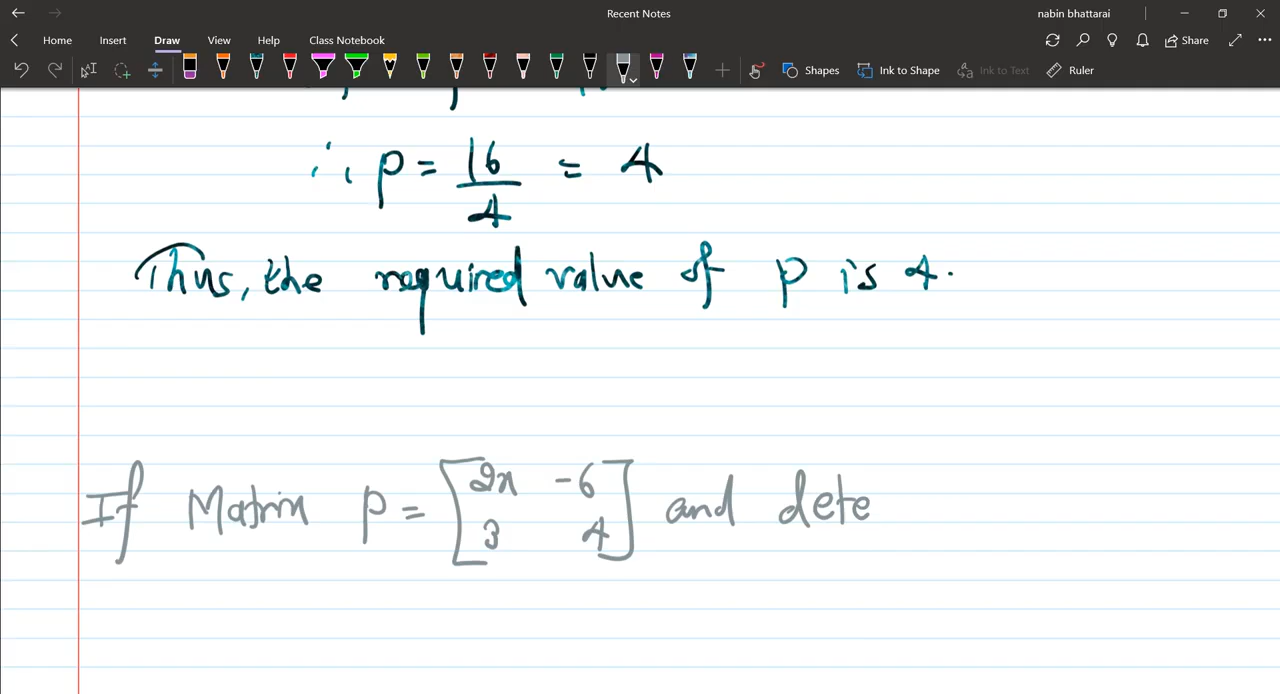 Recent Notes
nabin bhattarai
Home Insert Draw View Help Class Notebook
Share
Shapes Ink to Shape Ink to Text Ruler
∴, p = 16/4 = 4
Thus, the required value of p is 4.
If Matrix P = [2x -6
3 4] and dete